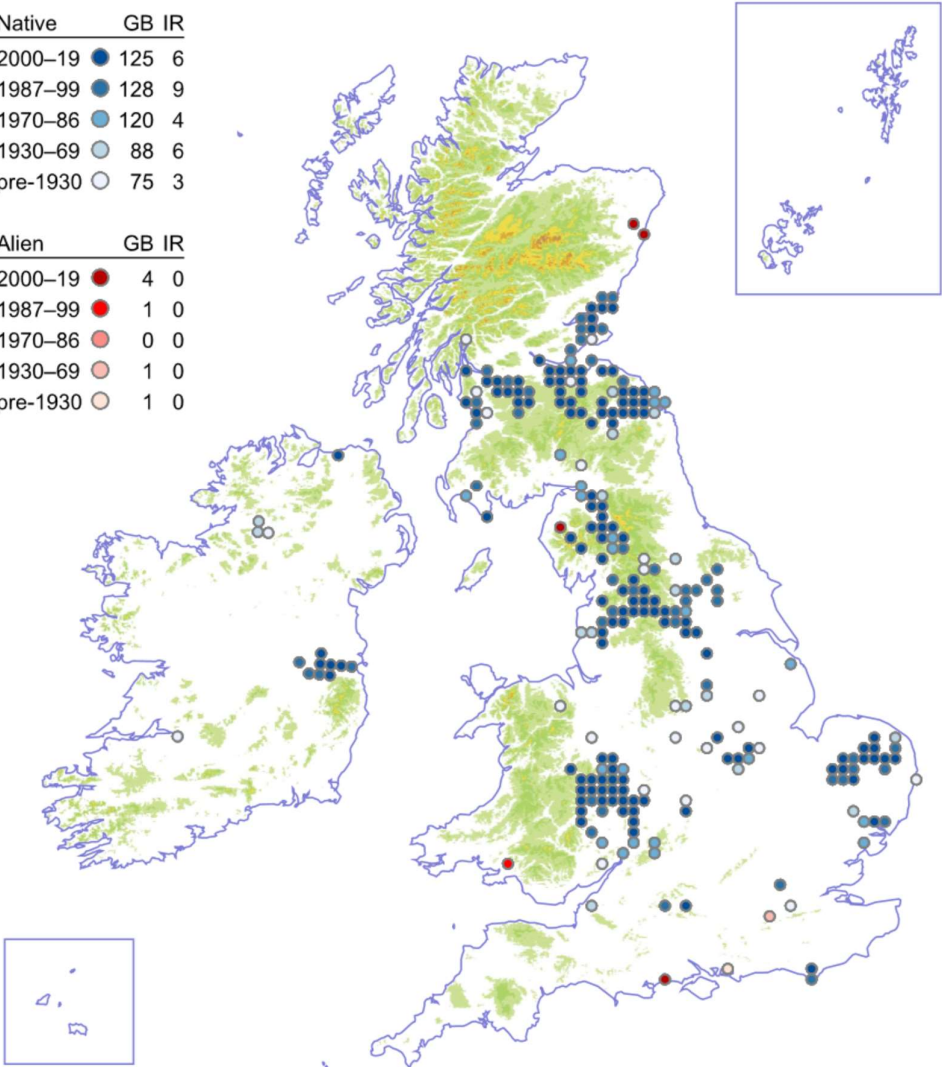 Native GB IR
2000–19 125 6
1987–99 128 9
1970–86 120 4
1930–69 88 6
pre-1930 75 3
Alien GB IR
2000–19 4 0
1987–99 1 0
1970–86 0 0
1930–69 1 0
pre-1930 1 0